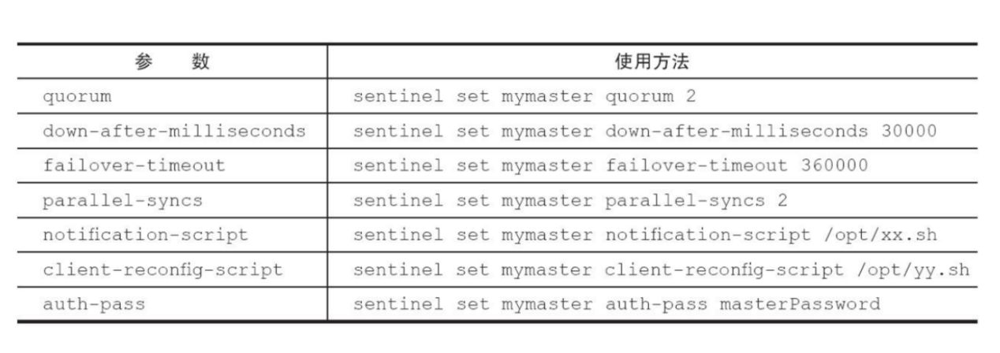 参 数 使用方法
quorum sentinel set mymaster quorum 2
down-after-milliseconds sentinel set mymaster down-after-milliseconds 30000
failover-timeout sentinel set mymaster failover-timeout 360000
parallel-syncs sentinel set mymaster parallel-syncs 2
notification-script sentinel set mymaster notification-script /opt/xx.sh
client-reconfig-script sentinel set mymaster client-reconfig-script /opt/yy.sh
auth-pass sentinel set mymaster auth-pass masterPassword